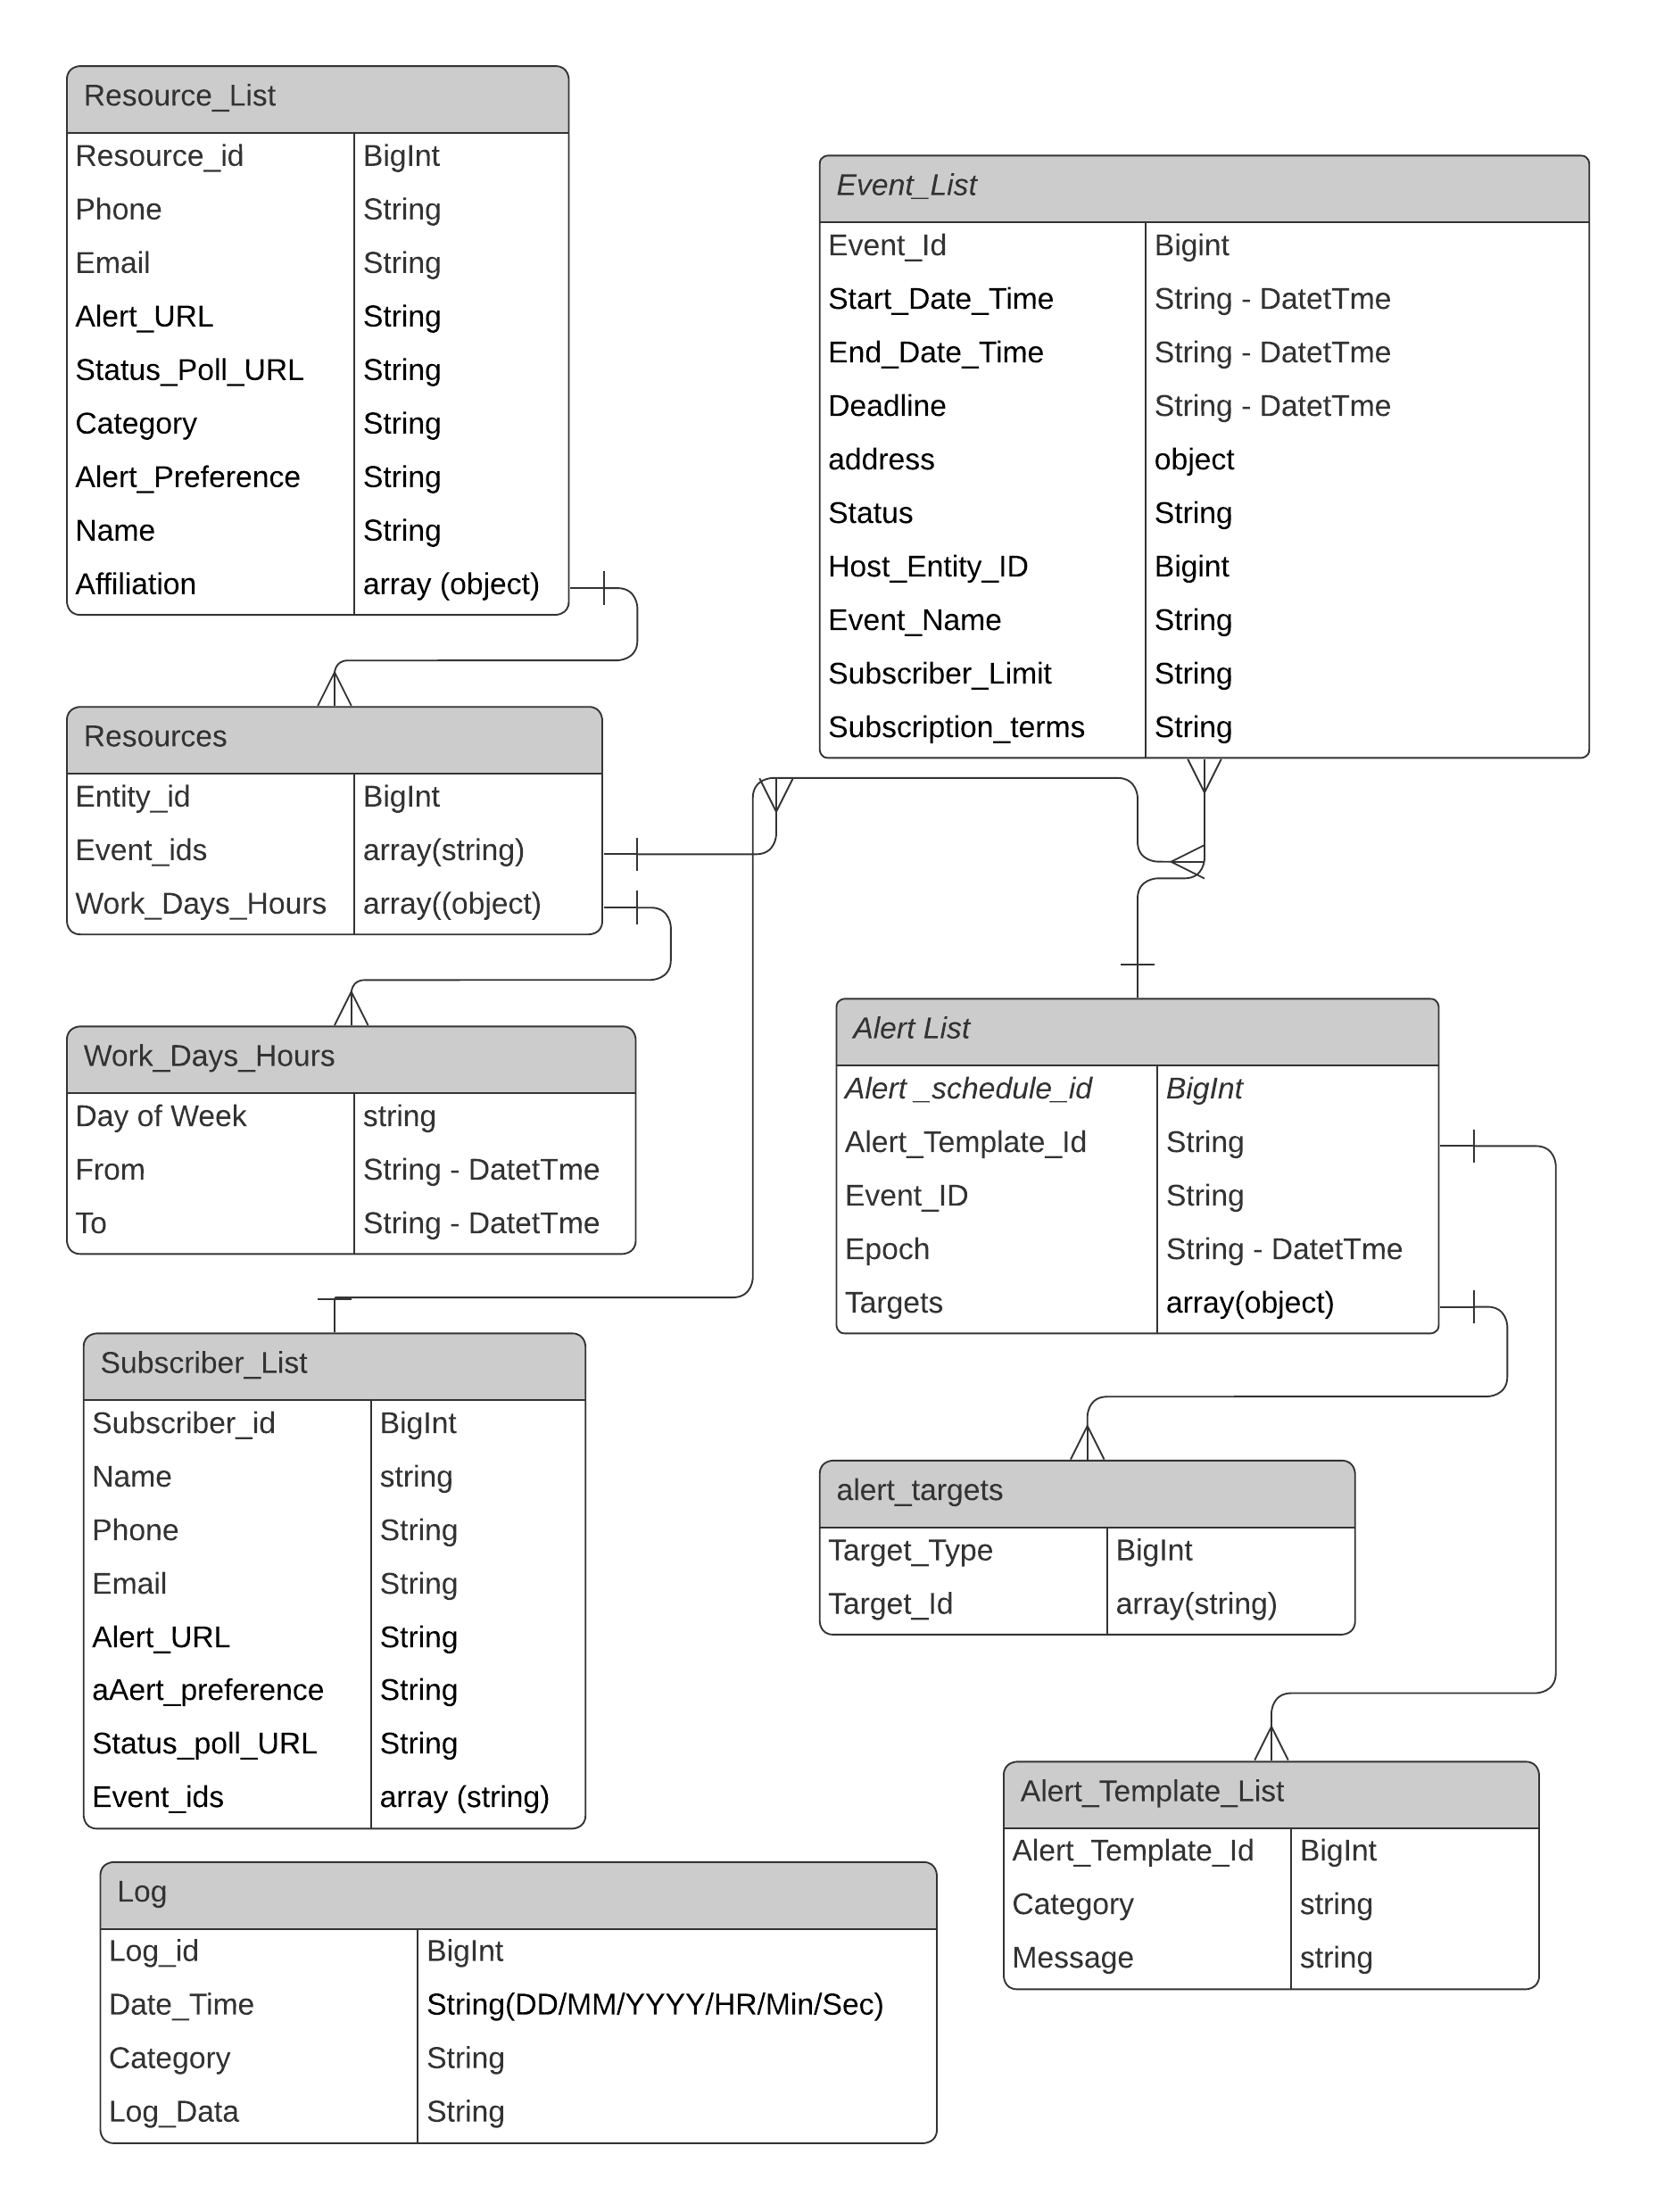 Resource_List
Resource_id BigInt
Phone String
Email String
Alert_URL String
Status_Poll_URL String
Category String
Alert_Preference String
Name String
Affiliation array (object)
Event_List
Event_Id Bigint
Start_Date_Time String - DatetTme
End_Date_Time String - DatetTme
Deadline String - DatetTme
address object
Status String
Host_Entity_ID Bigint
Event_Name String
Subscriber_Limit String
Subscription_terms String
Resources
Entity_id BigInt
Event_ids array(string)
Work_Days_Hours array((object)
Work_Days_Hours
Day of Week string
From String - DatetTme
To String - DatetTme
Alert List
Alert _schedule_id BigInt
Alert_Template_Id String
Event_ID String
Epoch String - DatetTme
Targets array(object)
Subscriber_List
Subscriber_id BigInt
Name string
Phone String
Email String
Alert_URL String
aAert_preference String
Status_poll_URL String
Event_ids array (string)
alert_targets
Target_Type BigInt
Target_Id array(string)
Alert_Template_List
Alert_Template_Id BigInt
Category string
Message string
Log
Log_id BigInt
Date_Time String(DD/MM/YYYY/HR/Min/Sec)
Category String
Log_Data String